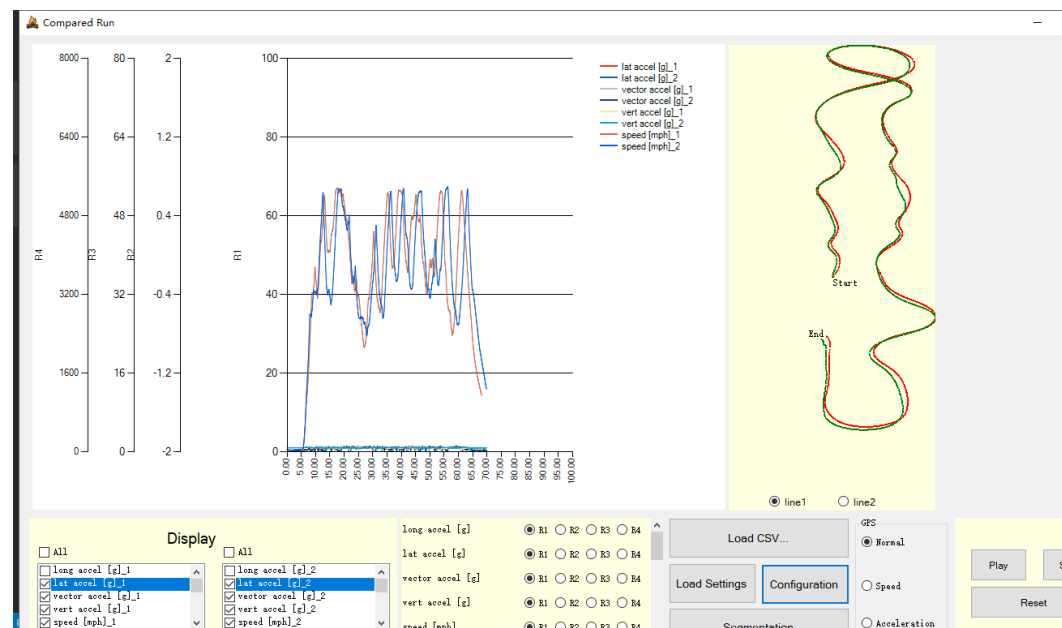 Compared Run
8000 80 2 100
6400 64 1.2 80
4800 48 0.4 60
R4 R3 R2 R1
3200 32 -0.4 40
1600 16 -1.2 20
0 0 -2 0
0.00 5.00 10.00 15.00 20.00 25.00 30.00 35.00 40.00 45.00 50.00 55.00 60.00 65.00 70.00 75.00 80.00 85.00 90.00 95.00 100.00
lat accel [g]_1
lat accel [g]_2
vector accel [g]_1
vector accel [g]_2
vert accel [g]_1
vert accel [g]_2
speed [mph]_1
speed [mph]_2
Start
End
line1 line2
Display
All All
long accel [g]_1 long accel [g]_2
lat accel [g]_1 lat accel [g]_2
vector accel [g]_1 vector accel [g]_2
vert accel [g]_1 vert accel [g]_2
speed [mph]_1 speed [mph]_2
long accel [g] R1 R2 R3 R4
lat accel [g] R1 R2 R3 R4
vector accel [g] R1 R2 R3 R4
vert accel [g] R1 R2 R3 R4
speed [mph] R1 R2 R3 R4
Load CSV...
Load Settings Configuration
Segmentation
GPS
Normal
Speed
Acceleration
Play S
Reset